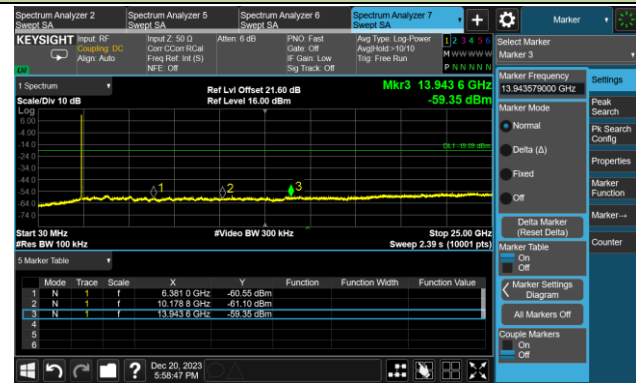 Spectrum Analyzer 2
Swept SA
Spectrum Analyzer 5
Swept SA
Spectrum Analyzer 6
Swept SA
Spectrum Analyzer 7
Swept SA
+
Marker
KEYSIGHT
Input: RF
Coupling: DC
Align: Auto
Input Z: 50 Ω
Corr CCorr RCal
Freq Ref: Int (S)
NFE: Off
Atten: 6 dB
PNO: Fast
Gate: Off
IF Gain: Low
Sig Track: Off
Avg Type: Log-Power
Avg|Hold:>10/10
Trig: Free Run
1 2 3 4 5 6
M W W W W W
P N N N N N
Select Marker
Marker 3
1 Spectrum
Scale/Div 10 dB
Log
Ref Lvl Offset 21.60 dB
Ref Level 16.00 dBm
Mkr3 13.943 6 GHz
-59.35 dBm
6.00
-4.00
-14.0
-24.0
-34.0
-44.0
-54.0
-64.0
-74.0
DL1 -19.09 dBm
1
2
3
Start 30 MHz
#Res BW 100 kHz
#Video BW 300 kHz
Stop 25.00 GHz
Sweep 2.39 s (10001 pts)
5 Marker Table
Mode Trace Scale X Y Function Function Width Function Value
1 N 1 f 6.381 0 GHz -60.55 dBm
2 N 1 f 10.178 8 GHz -61.10 dBm
3 N 1 f 13.943 6 GHz -59.35 dBm
4
5
6
Marker Frequency
13.943579000 GHz
Marker Mode
Normal
Delta (Δ)
Fixed
Off
Delta Marker
(Reset Delta)
Marker Table
On
Off
Marker Settings
Diagram
All Markers Off
Couple Markers
On
Off
Settings
Peak
Search
Pk Search
Config
Properties
Marker
Function
Marker→
Counter
?
Dec 20, 2023
5:58:47 PM